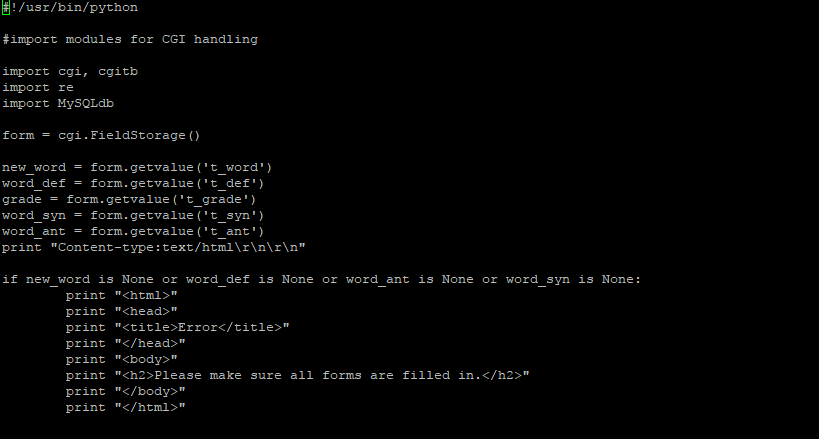 #!/usr/bin/python
#import modules for CGI handling
import cgi, cgitb
import re
import MySQLdb
form = cgi.FieldStorage()
new_word = form.getvalue('t_word')
word_def = form.getvalue('t_def')
grade = form.getvalue('t_grade')
word_syn = form.getvalue('t_syn')
word_ant = form.getvalue('t_ant')
print "Content-type:text/html\r\n\r\n"
if new_word is None or word_def is None or word_ant is None or word_syn is None:
        print "<html>"
        print "<head>"
        print "<title>Error</title>"
        print "</head>"
        print "<body>"
        print "<h2>Please make sure all forms are filled in.</h2>"
        print "</body>"
        print "</html>"